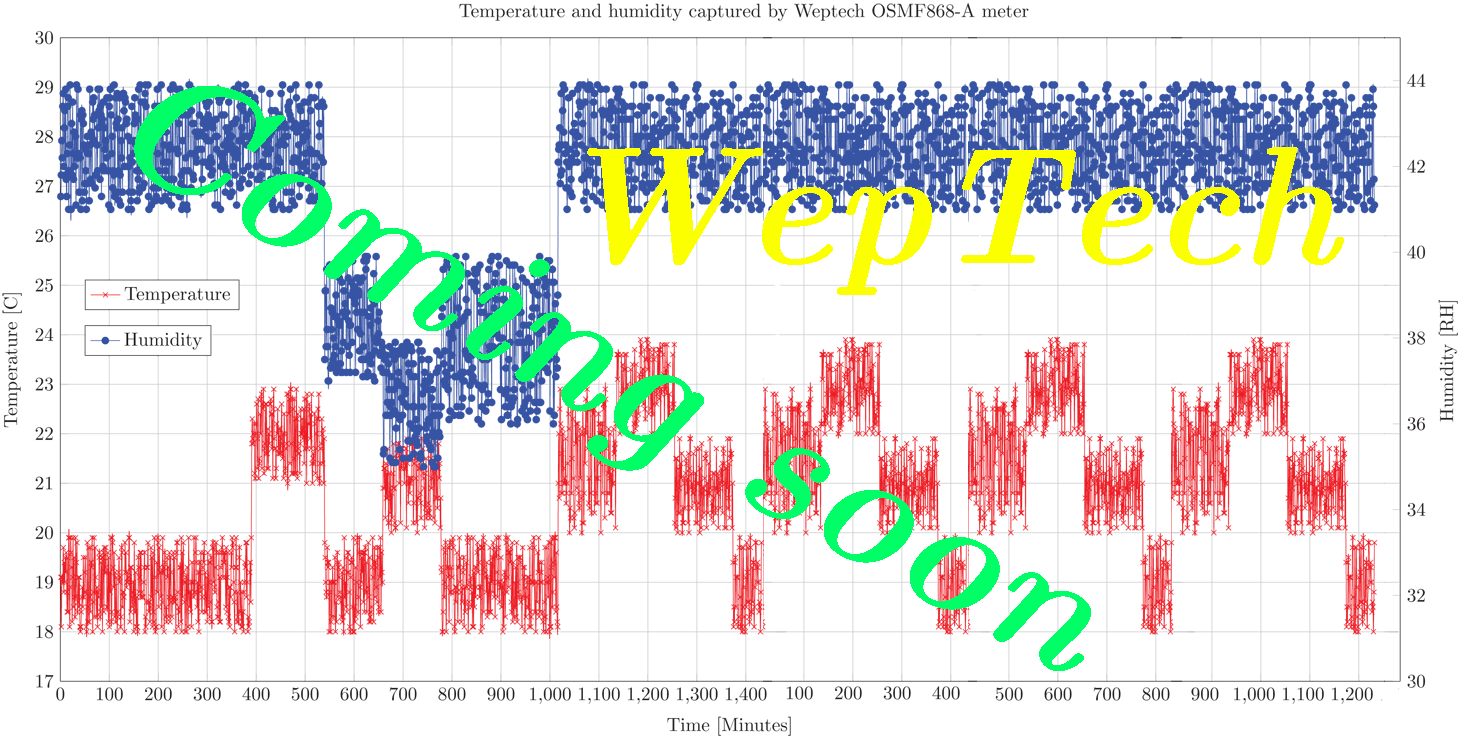 Temperature and humidity captured by Weptech OSMF868-A meter
30
29
28
27
26
25
24
23
22
21
20
19
18
17
Temperature [C]
44
42
40
38
36
34
32
30
Humidity [RH]
Temperature
Humidity
WepTech
Coming soon
0 100 200 300 400 500 600 700 800 900 1,000 1,100 1,200 1,300 1,400 100 200 300 400 500 600 700 800 900 1,000 1,100 1,200
Time [Minutes]